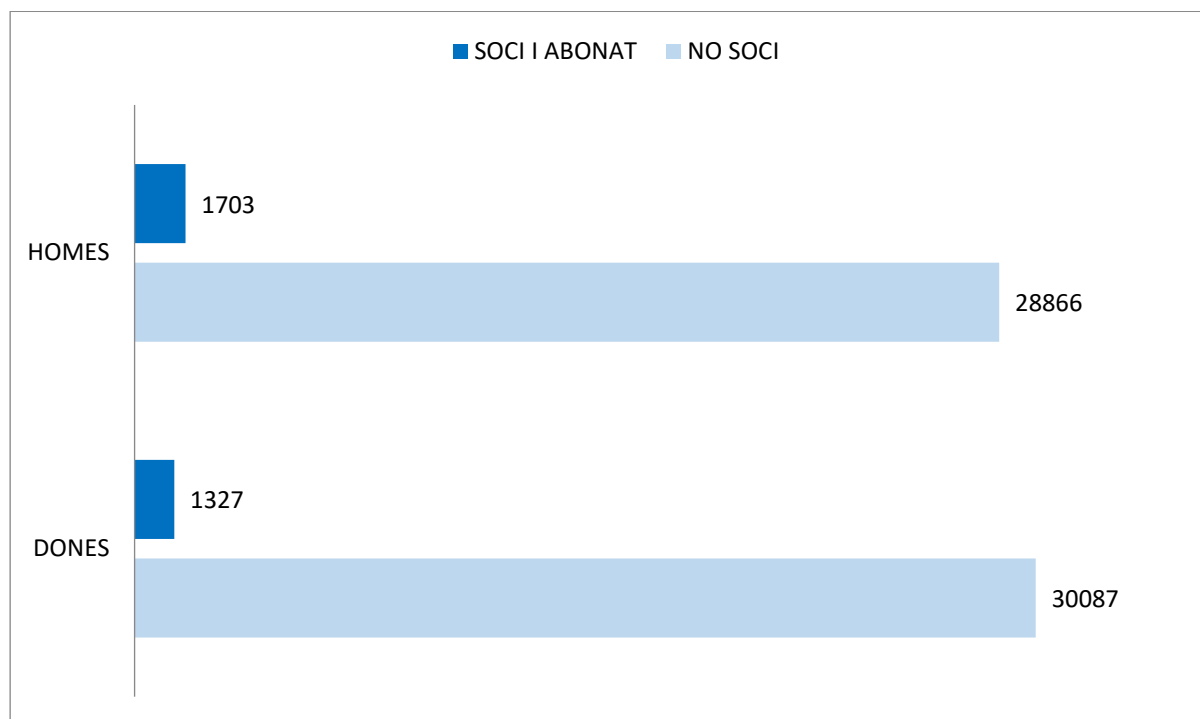 SOCI I ABONAT NO SOCI
1703
HOMES
28866
1327
DONES
30087